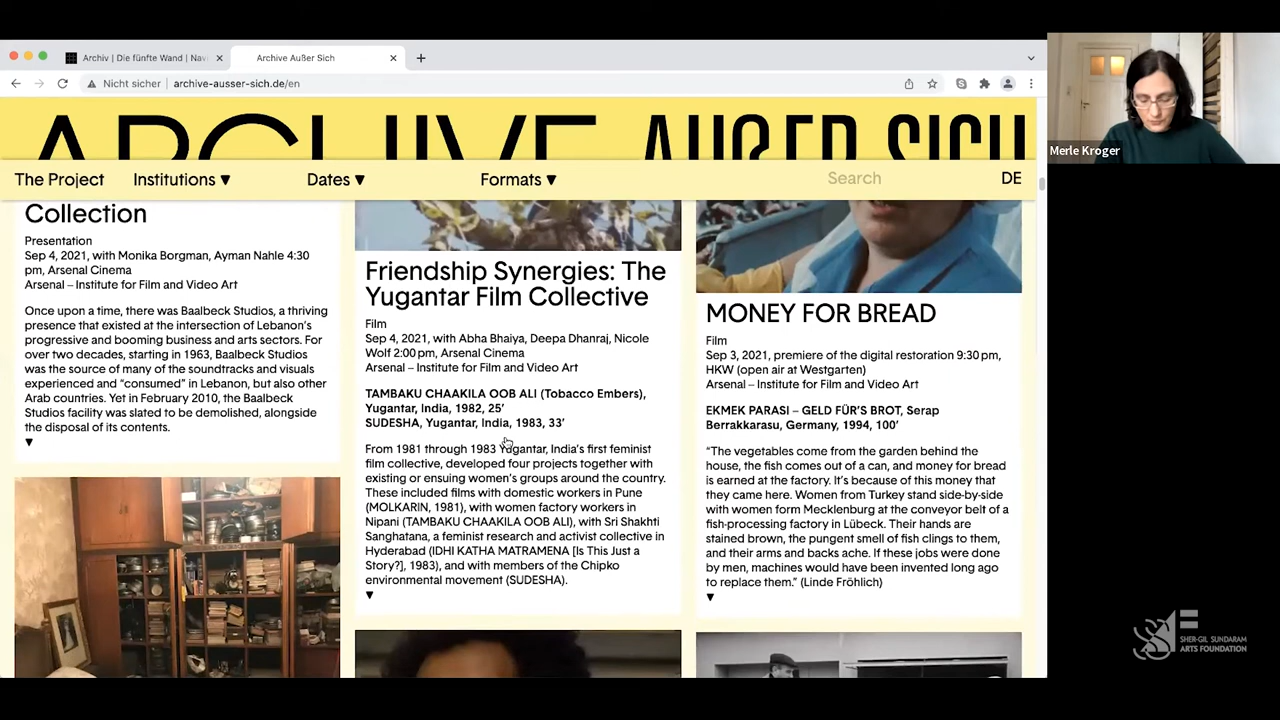 Archiv | Die fünfte Wand | Nav
Archive Außer Sich
Nicht sicher
archive-ausser-sich.de/en
ARCHIVE AUẞER SICH
The Project
Institutions ▼
Dates ▼
Formats ▼
Search
DE
Collection
Presentation
Sep 4, 2021, with Monika Borgman, Ayman Nahle 4:30
pm, Arsenal Cinema
Arsenal – Institute for Film and Video Art
Once upon a time, there was Baalbeck Studios, a thriving
presence that existed at the intersection of Lebanon’s
progressive and booming business and arts sectors. For
over two decades, starting in 1963, Baalbeck Studios
was the source of many of the soundtracks and visuals
experienced and “consumed” in Lebanon, but also other
Arab countries. Yet in February 2010, the Baalbeck
Studios facility was slated to be demolished, alongside
the disposal of its contents.
▼
Friendship Synergies: The
Yugantar Film Collective
Film
Sep 4, 2021, with Abha Bhaiya, Deepa Dhanraj, Nicole
Wolf 2:00 pm, Arsenal Cinema
Arsenal – Institute for Film and Video Art
TAMBAKU CHAAKILA OOB ALI (Tobacco Embers),
Yugantar, India, 1982, 25’
SUDESHA, Yugantar, India, 1983, 33’
From 1981 through 1983 Yugantar, India’s first feminist
film collective, developed four projects together with
existing or ensuing women’s groups around the country.
These included films with domestic workers in Pune
(MOLKARIN, 1981), with women factory workers in
Nipani (TAMBAKU CHAAKILA OOB ALI), with Sri Shakhti
Sanghatana, a feminist research and activist collective in
Hyderabad (IDHI KATHA MATRAMENA [Is This Just a
Story?], 1983), and with members of the Chipko
environmental movement (SUDESHA).
▼
MONEY FOR BREAD
Film
Sep 3, 2021, premiere of the digital restoration 9:30 pm,
HKW (open air at Westgarten)
Arsenal – Institute for Film and Video Art
EKMEK PARASI – GELD FÜR’S BROT, Serap
Berrakkarasu, Germany, 1994, 100’
“The vegetables come from the garden behind the
house, the fish comes out of a can, and money for bread
is earned at the factory. It’s because of this money that
they came here. Women from Turkey stand side-by-side
with women form Mecklenburg at the conveyor belt of a
fish-processing factory in Lübeck. Their hands are
stained brown, the pungent smell of fish clings to them,
and their arms and backs ache. If these jobs were done
by men, machines would have been invented long ago
to replace them.” (Linde Fröhlich)
▼
Merle Kroger
SHER-GIL SUNDARAM
ARTS FOUNDATION